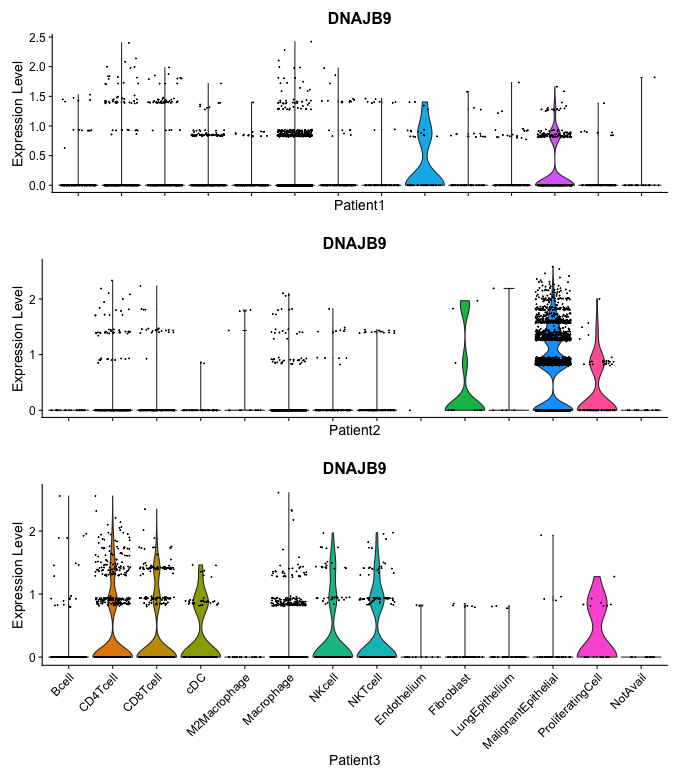 DNAJB9
Expression Level
2.5
2.0
1.5
1.0
0.5
0.0
Patient1
DNAJB9
Expression Level
2
1
0
Patient2
DNAJB9
Expression Level
2
1
0
Bcell
CD4Tcell
CD8Tcell
cDC
M2Macrophage
Macrophage
NKcell
NKTcell
Endothelium
Fibroblast
LungEpithelium
MalignantEpithelial
ProliferatingCell
NotAvail
Patient3